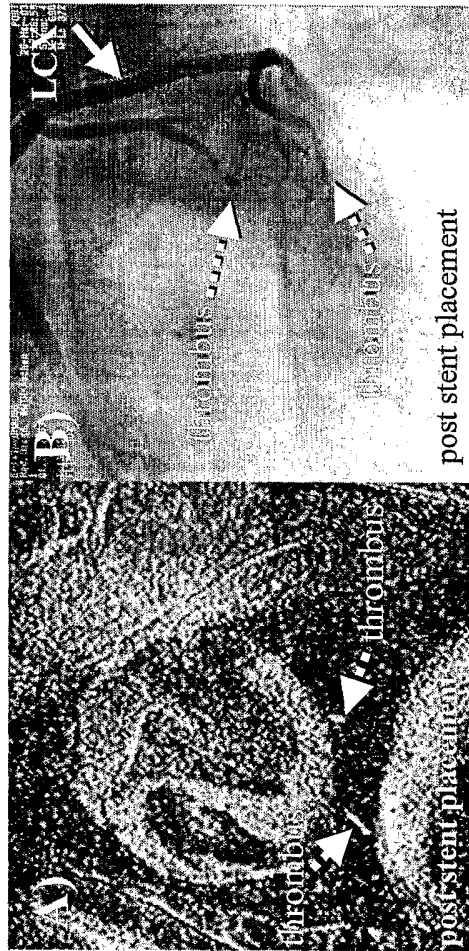 A)
thrombus
thrombus
post stent placement
B)
LCX
thrombus
thrombus
post stent placement